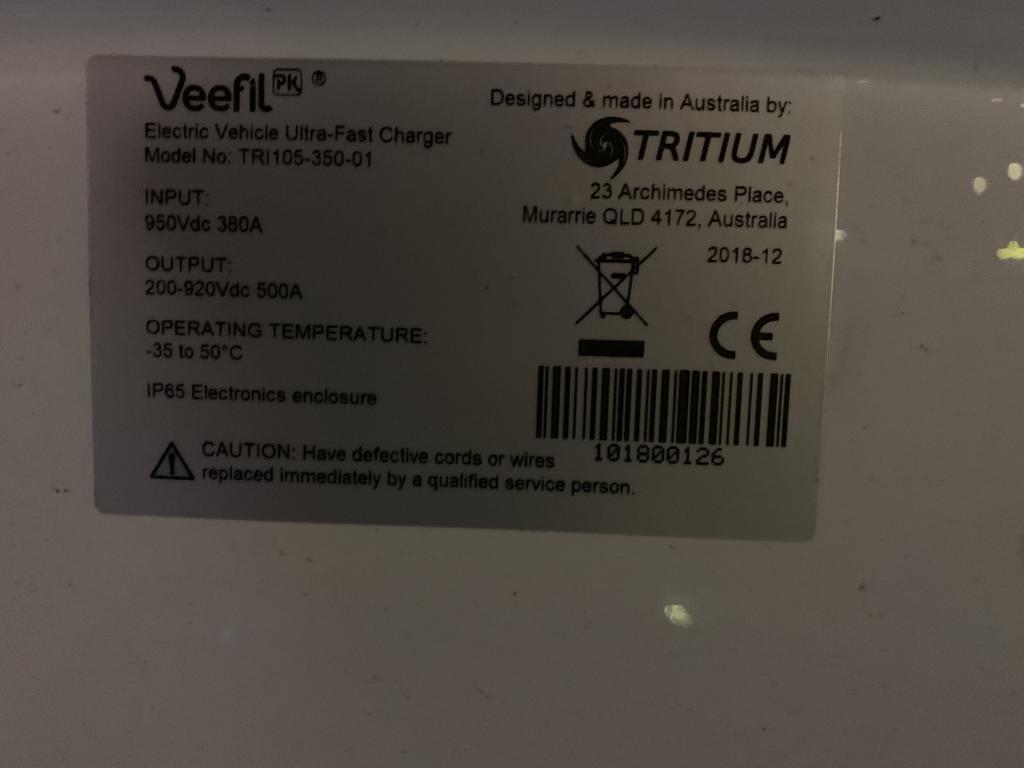 Veefil PK ®
Electric Vehicle Ultra-Fast Charger
Model No: TRI105-350-01
INPUT:
950Vdc 380A
OUTPUT:
200-920Vdc 500A
OPERATING TEMPERATURE:
-35 to 50°C
IP65 Electronics enclosure
Designed & made in Australia by:
TRITIUM
23 Archimedes Place,
Murarrie QLD 4172, Australia
2018-12
CE
101800126
CAUTION: Have defective cords or wires
replaced immediately by a qualified service person.